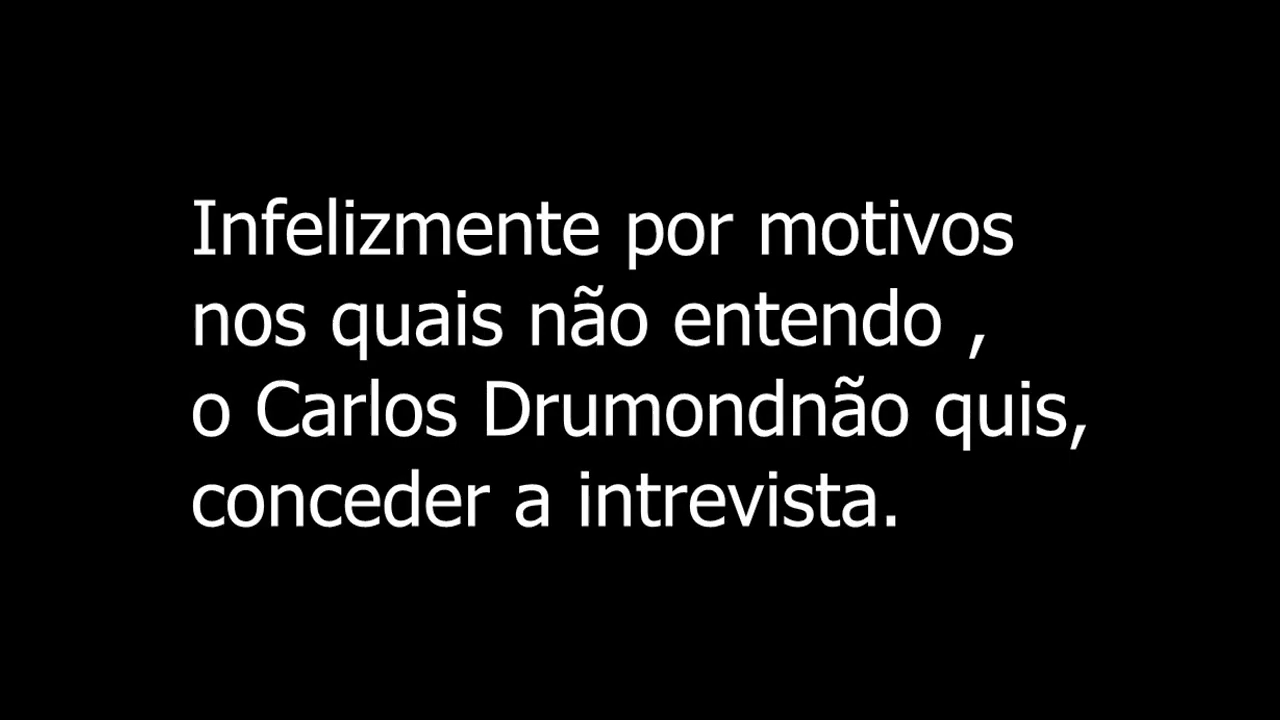 Infelizmente por motivos
nos quais não entendo ,
o Carlos Drumondnão quis,
conceder a intrevista.